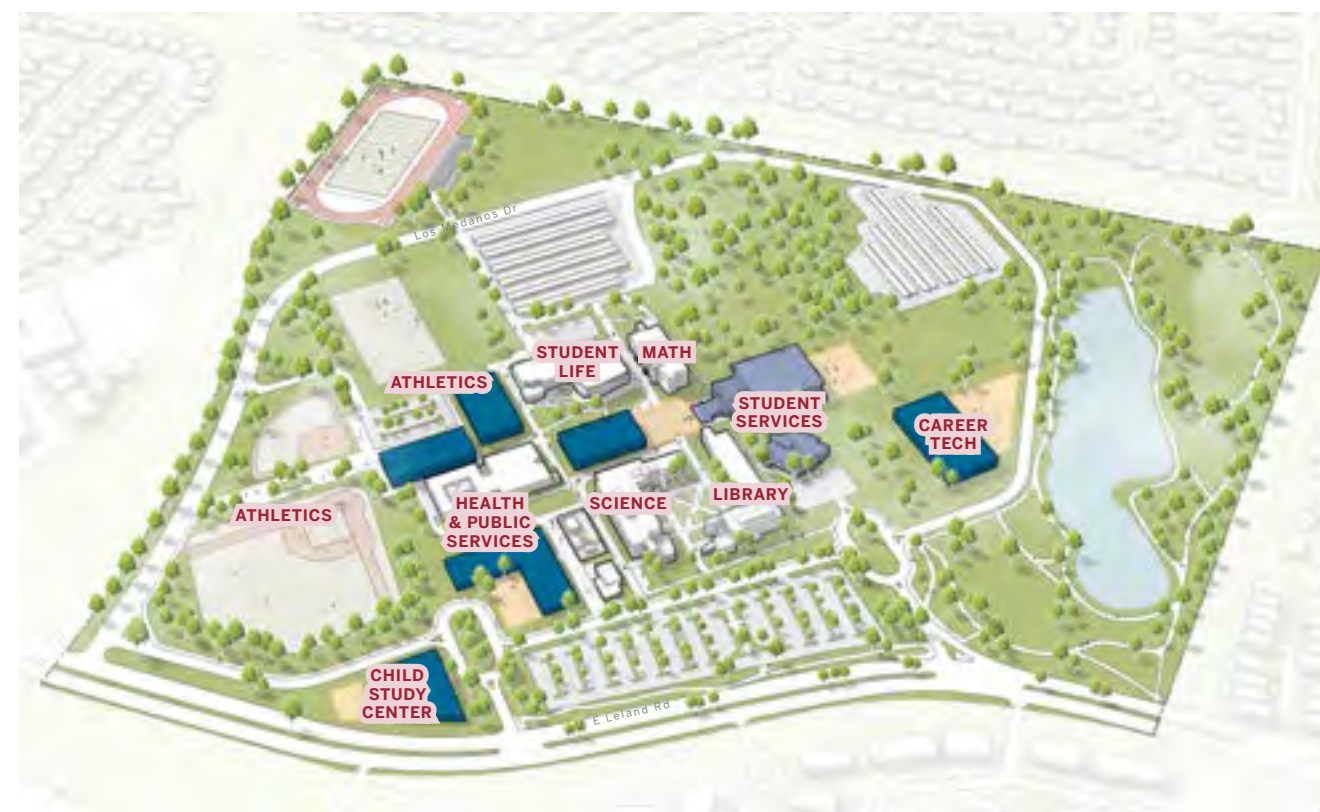 Los Medanos Dr
STUDENT
LIFE
MATH
ATHLETICS
STUDENT
SERVICES
CAREER
TECH
HEALTH
& PUBLIC
SERVICES
SCIENCE
LIBRARY
ATHLETICS
CHILD
STUDY
CENTER
E Leland Rd